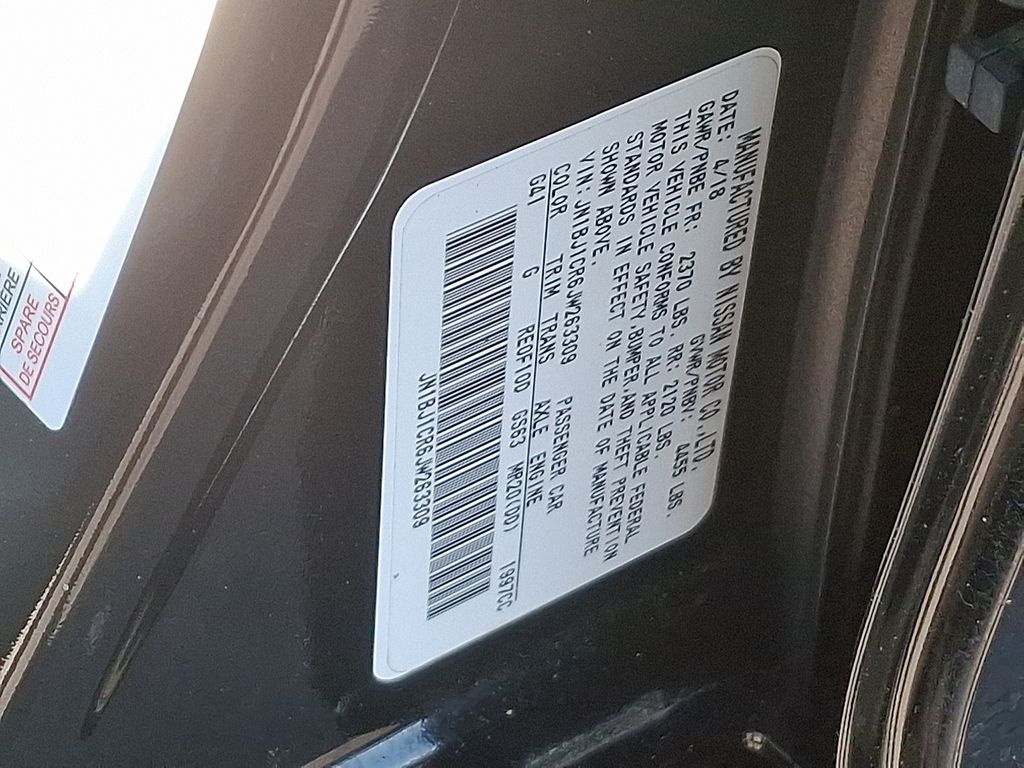 MANUFACTURED BY NISSAN MOTOR CO.,LTD.
DATE: 4/18 GVWR/PNBV: 4455 LBS.
GAWR/PNBE FR: 2370 LBS. RR: 2120 LBS.
THIS VEHICLE CONFORMS TO ALL APPLICABLE FEDERAL
MOTOR VEHICLE SAFETY,BUMPER,AND THEFT PREVENTION
STANDARDS IN EFFECT ON THE DATE OF MANUFACTURE
SHOWN ABOVE.
VIN:JN1BJ1CR6JW263309 PASSENGER CAR
COLOR TRIM TRANS AXLE ENGINE
G41 G RE0F10D GS63 MR20(DD) 1997CC
JN1BJ1CR6JW263309
SPARE
DE SECOURS